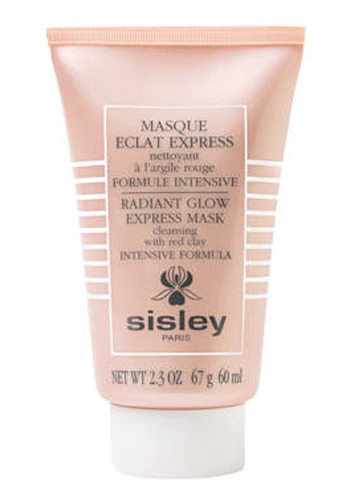 MASQUE
ECLAT EXPRESS
nettoyant
à l'argile rouge
FORMULE INTENSIVE
RADIANT GLOW
EXPRESS MASK
cleansing
with red clay
INTENSIVE FORMULA
sisley
PARIS
NET WT 2.3 OZ 67 g 60 ml